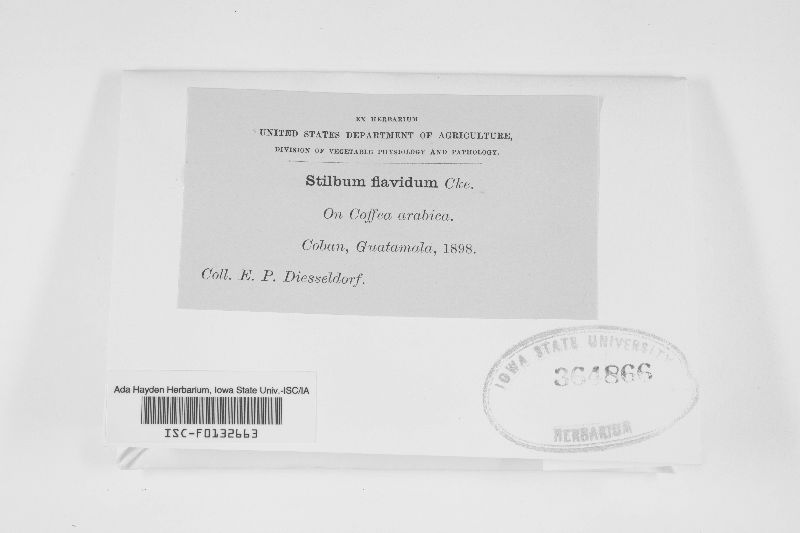 EX HERBARIUM
UNITED STATES DEPARTMENT OF AGRICULTURE,
DIVISION OF VEGETABLE PHYSIOLOGY AND PATHOLOGY.
Stilbum flavidum Cke.
On Coffea arabica.
Coban, Guatamala, 1898.
Coll. E. P. Diesseldorf.
IOWA STATE UNIVERSITY
364866
HERBARIUM
Ada Hayden Herbarium, Iowa State Univ.-ISC/IA
ISC-F0132663